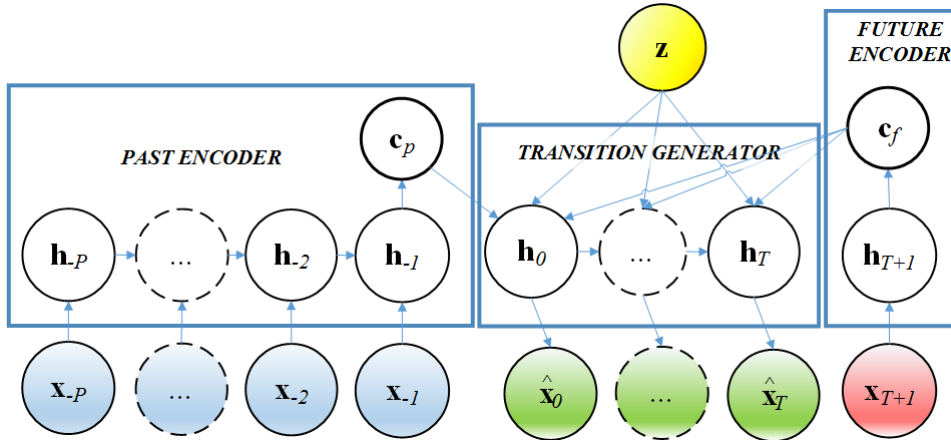 FUTURE
ENCODER
z
c_p
c_f
PAST ENCODER
TRANSITION GENERATOR
h_-P
...
h_-2
h_-1
h_0
...
h_T
h_T+1
x_-P
...
x_-2
x_-1
x̂_0
...
x̂_T
x_T+1